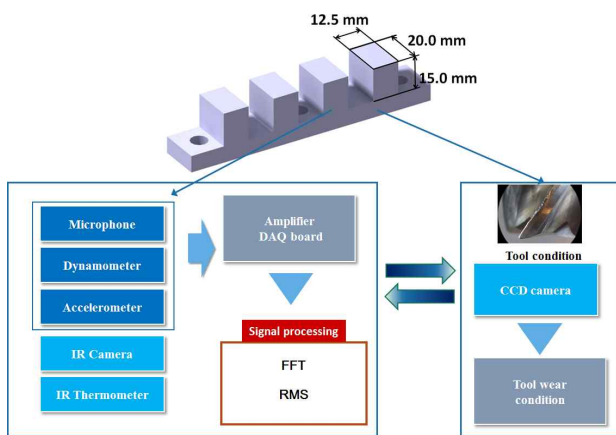 12.5 mm
20.0 mm
15.0 mm
Microphone
Dynamometer
Accelerometer
IR Camera
IR Thermometer
Amplifier
DAQ board
Signal processing
FFT
RMS
Tool condition
CCD camera
Tool wear
condition